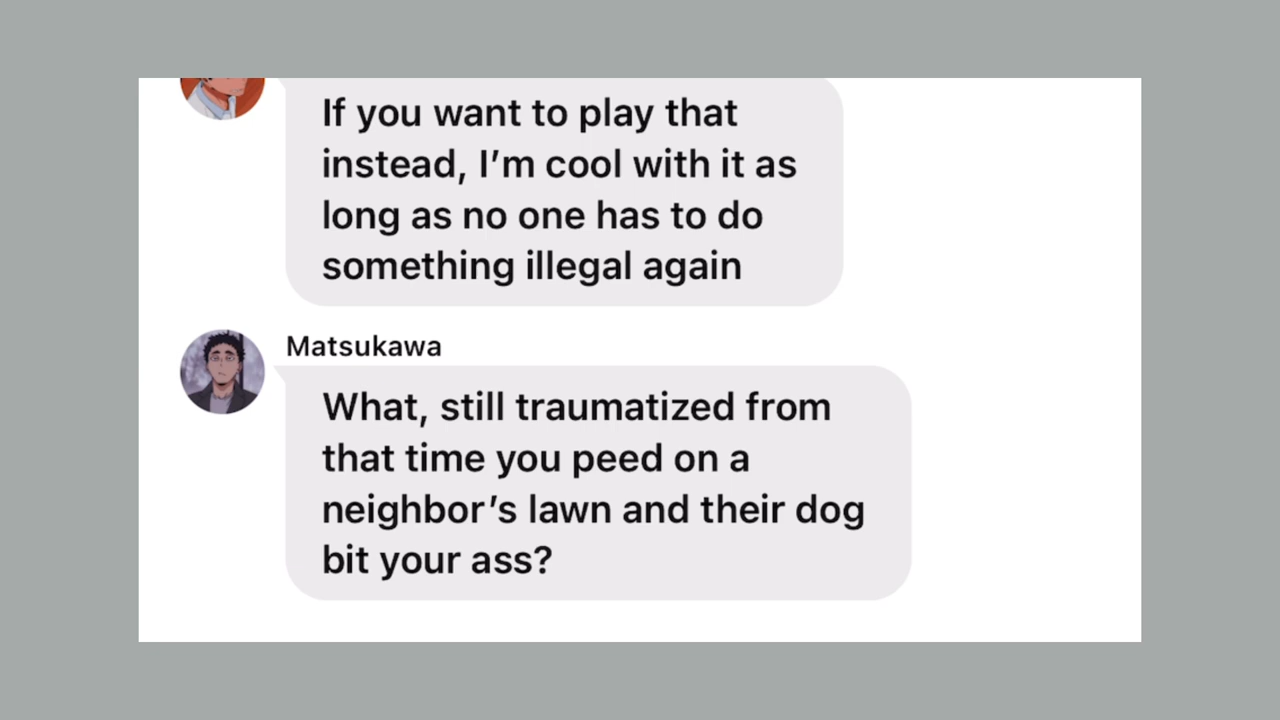 If you want to play that
instead, I’m cool with it as
long as no one has to do
something illegal again
Matsukawa
What, still traumatized from
that time you peed on a
neighbor’s lawn and their dog
bit your ass?